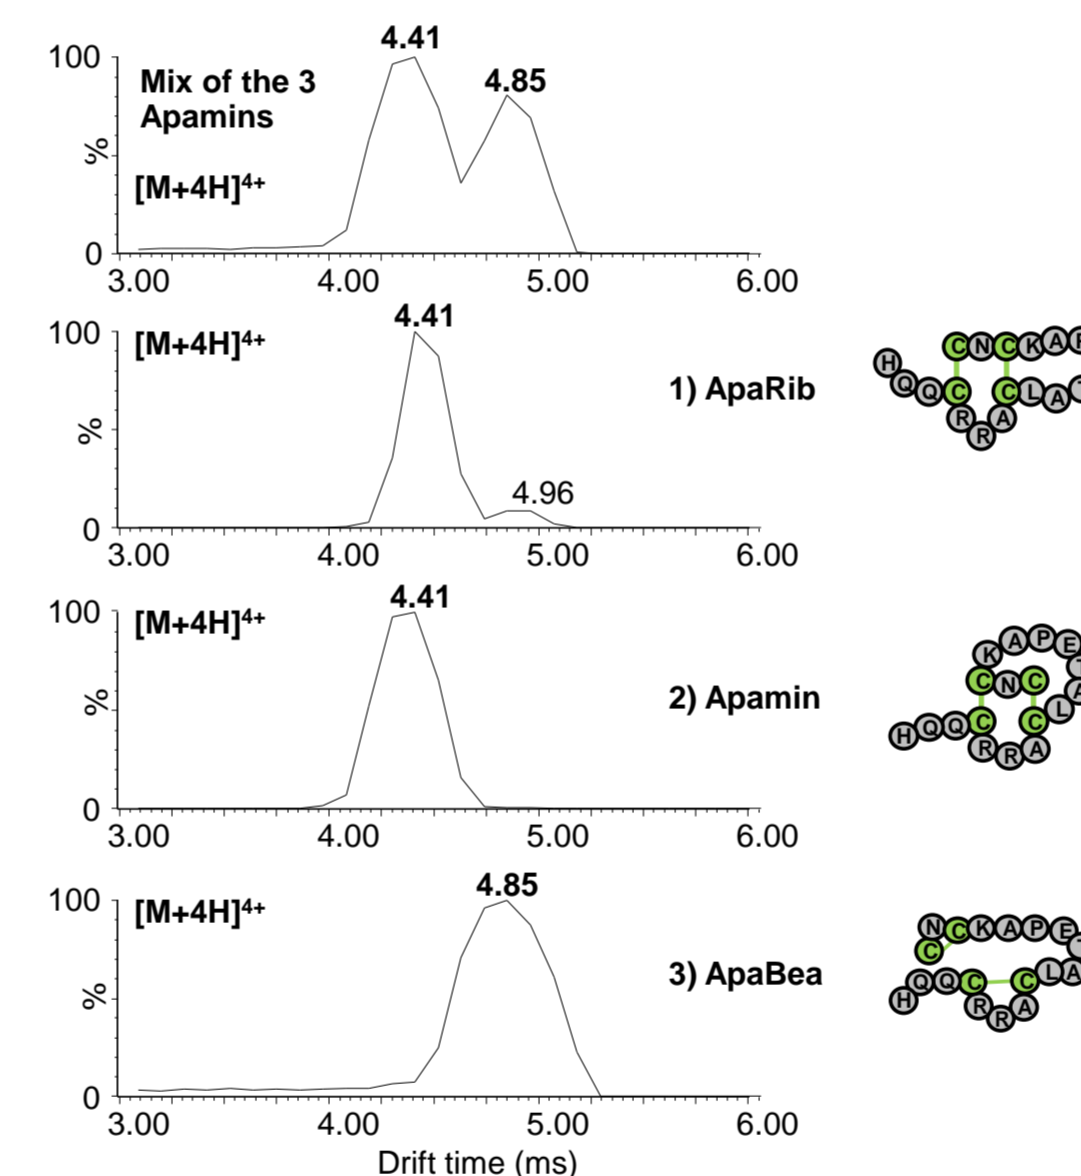 4.41
100
4.85
Mix of the 3
Apamins
%
[M+4H]4+
0
3.00 4.00 5.00 6.00
4.41
100
[M+4H]4+
%
1) ApaRib
4.96
0
3.00 4.00 5.00 6.00
C N C K A
H Q Q C C L A
R R A
4.41
100
[M+4H]4+
%
2) Apamin
0
3.00 4.00 5.00 6.00
K A P E
C N C A
H Q Q C C L
R R A
4.85
100
[M+4H]4+
%
3) ApaBea
0
3.00 4.00 5.00 6.00
Drift time (ms)
N C K A P E
C
H Q Q C C L A
R R A